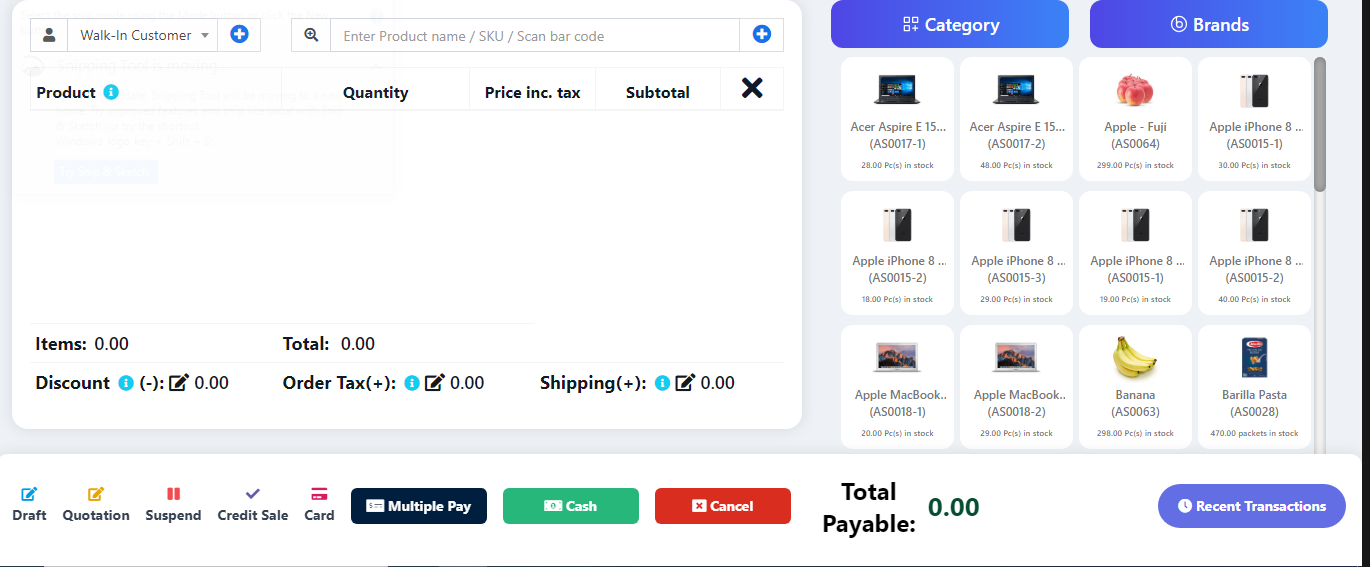 Walk-In Customer
Enter Product name / SKU / Scan bar code
Category
Brands
Snipping Tool is moving
Product Quantity Price inc. tax Subtotal
Acer Aspire E 15...
(AS0017-1)
28.00 Pc(s) in stock
Acer Aspire E 15...
(AS0017-2)
48.00 Pc(s) in stock
Apple - Fuji
(AS0064)
299.00 Pc(s) in stock
Apple iPhone 8 ...
(AS0015-1)
30.00 Pc(s) in stock
Apple iPhone 8 ...
(AS0015-2)
18.00 Pc(s) in stock
Apple iPhone 8 ...
(AS0015-3)
29.00 Pc(s) in stock
Apple iPhone 8 ...
(AS0015-1)
19.00 Pc(s) in stock
Apple iPhone 8 ...
(AS0015-2)
40.00 Pc(s) in stock
Apple MacBook..
(AS0018-1)
20.00 Pc(s) in stock
Apple MacBook..
(AS0018-2)
29.00 Pc(s) in stock
Banana
(AS0063)
298.00 Pc(s) in stock
Barilla Pasta
(AS0028)
470.00 packets in stock
Items: 0.00 Total: 0.00
Discount (-): 0.00 Order Tax(+): 0.00 Shipping(+): 0.00
Draft
Quotation
Suspend
Credit Sale
Card
Multiple Pay
Cash
Cancel
Total
Payable: 0.00
Recent Transactions